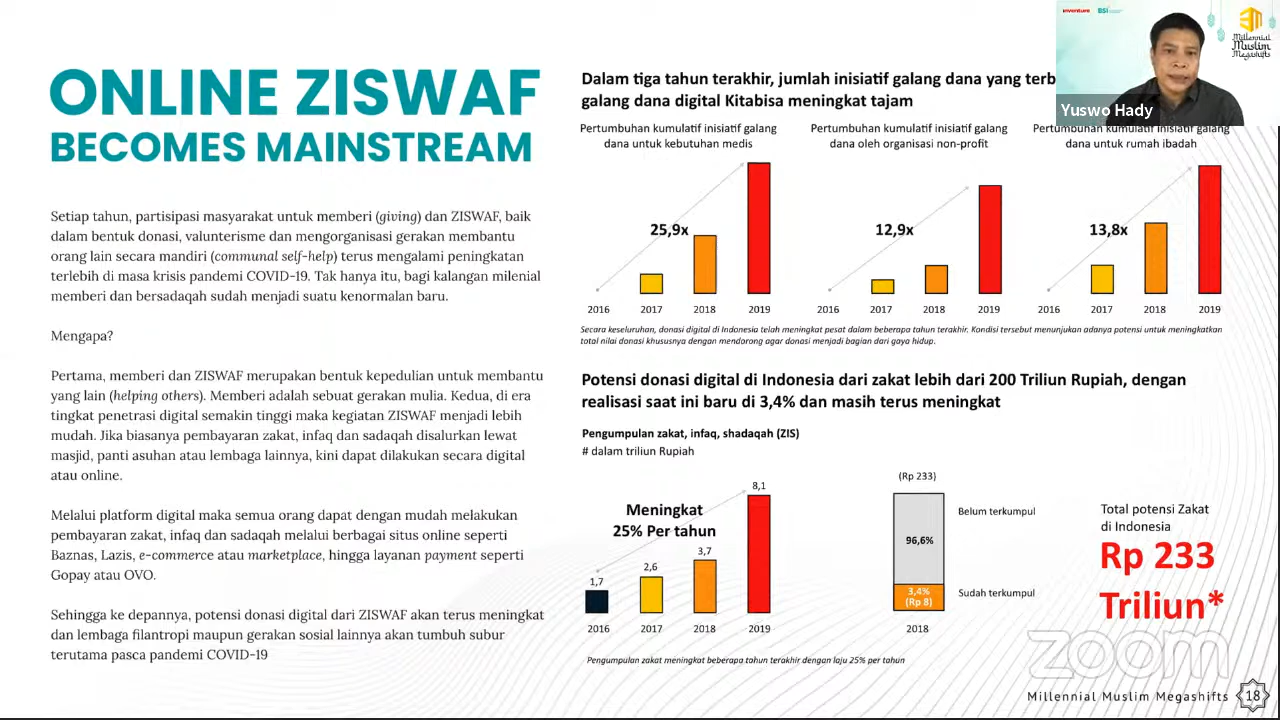 ONLINE ZISWAF
BECOMES MAINSTREAM
Setiap tahun, partisipasi masyarakat untuk memberi (giving) dan ZISWAF, baik
dalam bentuk donasi, valunterisme dan mengorganisasi gerakan membantu
orang lain secara mandiri (communal self-help) terus mengalami peningkatan
terlebih di masa krisis pandemi COVID-19. Tak hanya itu, bagi kalangan milenial
memberi dan bersadaqah sudah menjadi suatu kenormalan baru.
Mengapa?
Pertama, memberi dan ZISWAF merupakan bentuk kepedulian untuk membantu
yang lain (helping others). Memberi adalah sebuah gerakan mulia. Kedua, di era
tingkat penetrasi digital semakin tinggi maka kegiatan ZISWAF menjadi lebih
mudah. Jika biasanya pembayaran zakat, infaq dan sadaqah disalurkan lewat
masjid, panti asuhan atau lembaga lainnya, kini dapat dilakukan secara digital
atau online.
Melalui platform digital maka semua orang dapat dengan mudah melakukan
pembayaran zakat, infaq dan sadaqah melalui berbagai situs online seperti
Baznas, Lazis, e-commerce atau marketplace, hingga layanan payment seperti
Gopay atau OVO.
Sehingga ke depannya, potensi donasi digital dari ZISWAF akan terus meningkat
dan lembaga filantropi maupun gerakan sosial lainnya akan tumbuh subur
terutama pasca pandemi COVID-19
Dalam tiga tahun terakhir, jumlah inisiatif galang dana yang terb
galang dana digital Kitabisa meningkat tajam
Pertumbuhan kumulatif inisiatif galang
dana untuk kebutuhan medis
25,9x
2016 2017 2018 2019
Pertumbuhan kumulatif inisiatif galang
dana oleh organisasi non-profit
12,9x
2016 2017 2018 2019
Pertumbuhan kumulatif inisiatif galang
dana untuk rumah ibadah
13,8x
2016 2017 2018 2019
Secara keseluruhan, donasi digital di Indonesia telah meningkat pesat dalam beberapa tahun terakhir. Kondisi tersebut menunjukan adanya potensi untuk meningkatkan
total nilai donasi khususnya dengan mendorong agar donasi menjadi bagian dari gaya hidup.
Potensi donasi digital di Indonesia dari zakat lebih dari 200 Triliun Rupiah, dengan
realisasi saat ini baru di 3,4% dan masih terus meningkat
Pengumpulan zakat, infaq, shadaqah (ZIS)
# dalam triliun Rupiah
Meningkat
25% Per tahun
1,7 2,6 3,7 8,1
2016 2017 2018 2019
(Rp 233)
96,6%
Belum terkumpul
3,4%
(Rp 8)
Sudah terkumpul
2018
Total potensi Zakat
di Indonesia
Rp 233
Triliun*
Pengumpulan zakat meningkat beberapa tahun terakhir dengan laju 25% per tahun
zoom
Millennial Muslim Megashifts 18
inventure BSI
Millennial
Muslim
Megashifts
Yuswo Hady